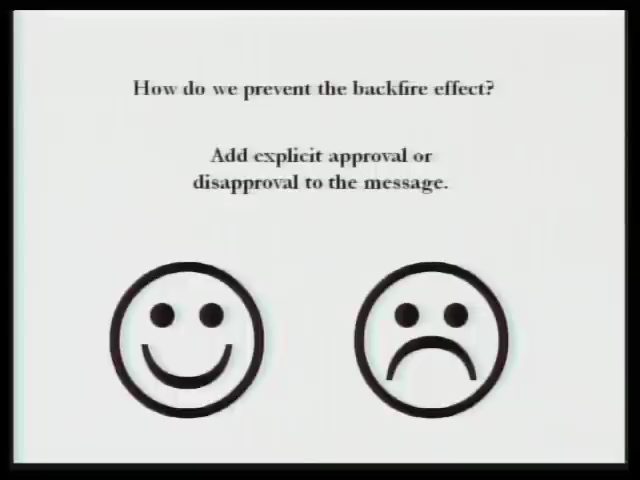 How do we prevent the backfire effect?
Add explicit approval or
disapproval to the message.